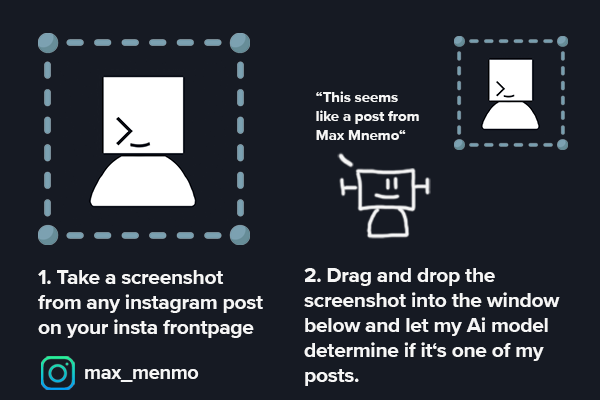 “This seems
like a post from
Max Mnemo“
1. Take a screenshot
from any instagram post
on your insta frontpage
max_menmo
2. Drag and drop the
screenshot into the window
below and let my Ai model
determine if it‘s one of my
posts.